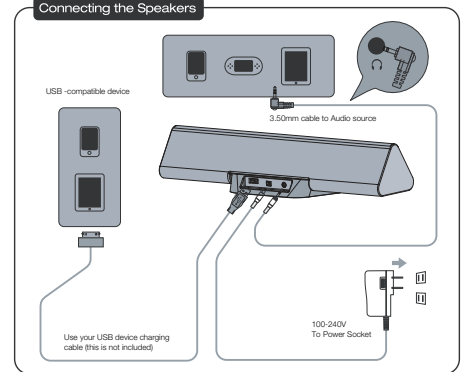 Connecting the Speakers
USB -compatible device
3.50mm cable to Audio source
100-240V
To Power Socket
Use your USB device charging
cable (this is not included)